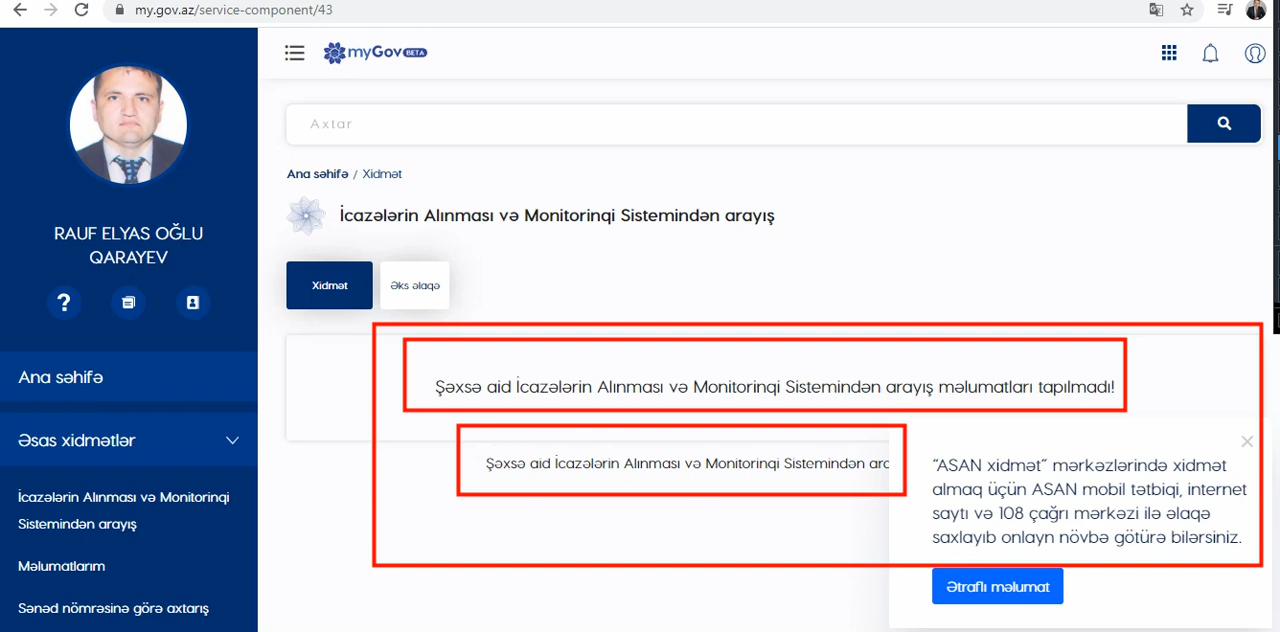 my.gov.az/service-component/43
myGov BETA
Axtar
RAUF ELYAS OĞLU
QARAYEV
Ana səhifə
Əsas xidmətlər
İcazələrin Alınması və Monitorinqi
Sistemindən arayış
Məlumatlarım
Sənəd nömrəsinə görə axtarış
Ana səhifə / Xidmət
İcazələrin Alınması və Monitorinqi Sistemindən arayış
Xidmət
Əks əlaqə
Şəxsə aid İcazələrin Alınması və Monitorinqi Sistemindən arayış məlumatları tapılmadı!
Şəxsə aid İcazələrin Alınması və Monitorinqi Sistemindən arc
“ASAN xidmət” mərkəzlərində xidmət
almaq üçün ASAN mobil tətbiqi, internet
saytı və 108 çağrı mərkəzi ilə əlaqə
saxlayıb onlayn növbə götürə bilərsiniz.
Ətraflı məlumat